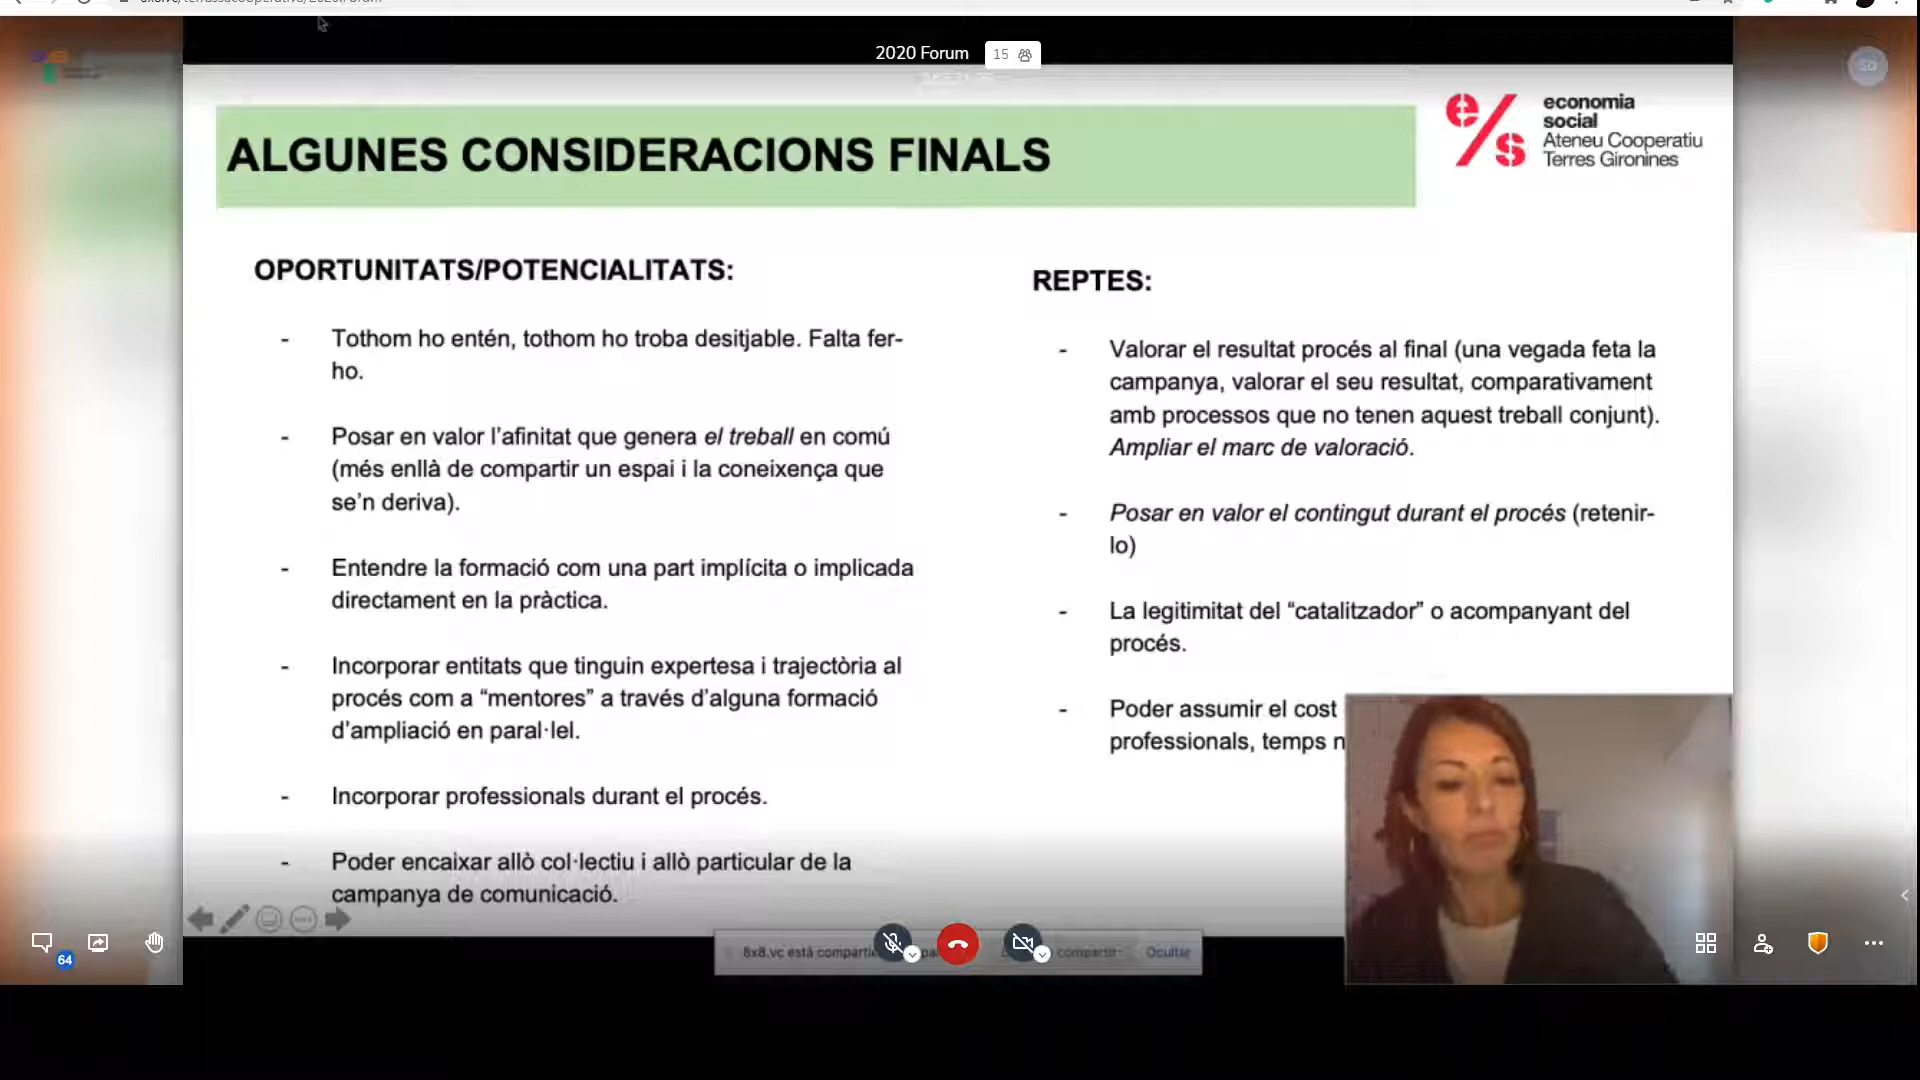 2020 Forum
15
SD
ALGUNES CONSIDERACIONS FINALS
economia
social
Ateneu Cooperatiu
Terres Gironines
OPORTUNITATS/POTENCIALITATS:
- Tothom ho entén, tothom ho troba desitjable. Falta fer-
ho.
- Posar en valor l’afinitat que genera el treball en comú
(més enllà de compartir un espai i la coneixença que
se’n deriva).
- Entendre la formació com una part implícita o implicada
directament en la pràctica.
- Incorporar entitats que tinguin expertesa i trajectòria al
procés com a “mentores” a través d’alguna formació
d’ampliació en paral·lel.
- Incorporar professionals durant el procés.
- Poder encaixar allò col·lectiu i allò particular de la
campanya de comunicació.
REPTES:
- Valorar el resultat procés al final (una vegada feta la
campanya, valorar el seu resultat, comparativament
amb processos que no tenen aquest treball conjunt).
Ampliar el marc de valoració.
- Posar en valor el contingut durant el procés (retenir-
lo)
- La legitimitat del “catalitzador” o acompanyant del
procés.
- Poder assumir el cost
professionals, temps
8x8.vc está compartir Ocultar
64